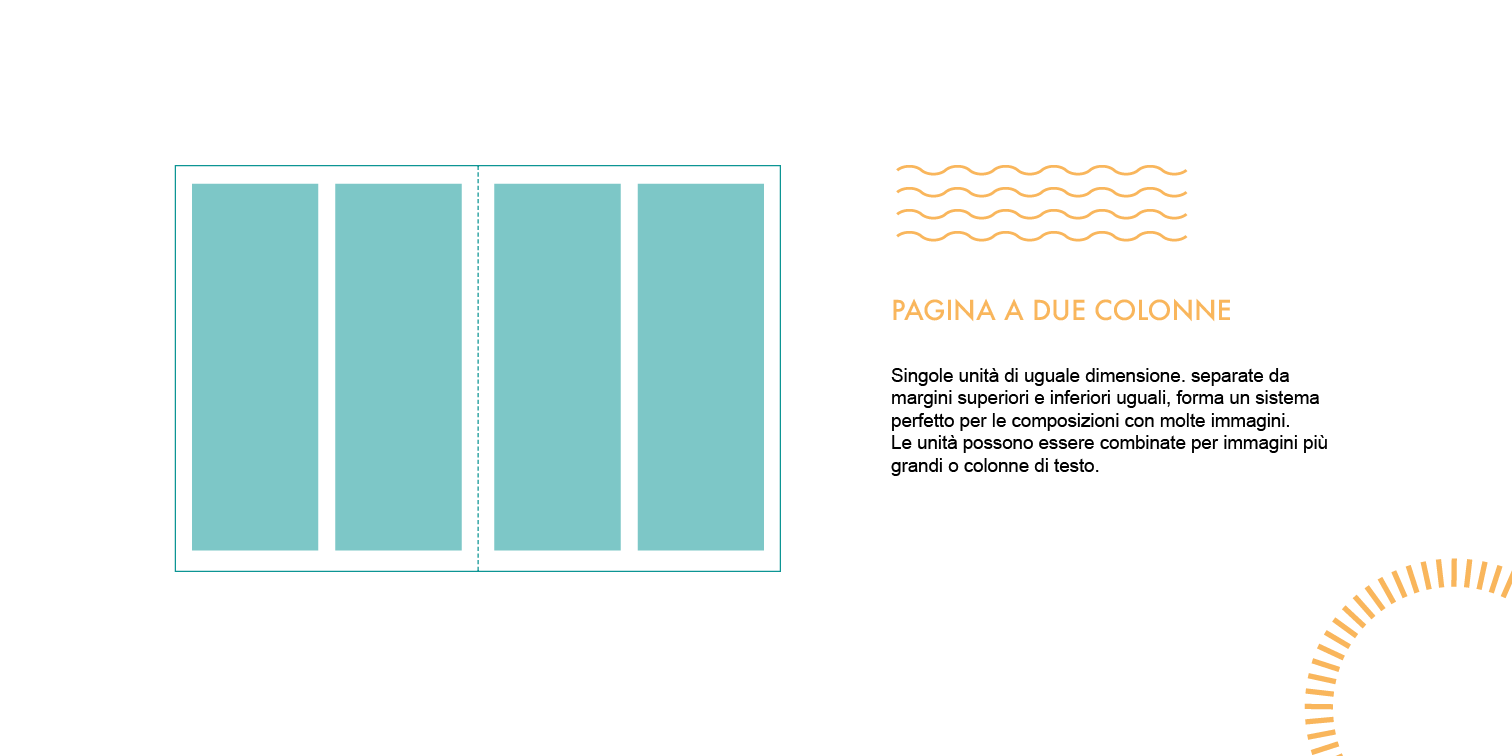 PAGINA A DUE COLONNE
Singole unità di uguale dimensione. separate da
margini superiori e inferiori uguali, forma un sistema
perfetto per le composizioni con molte immagini.
Le unità possono essere combinate per immagini più
grandi o colonne di testo.